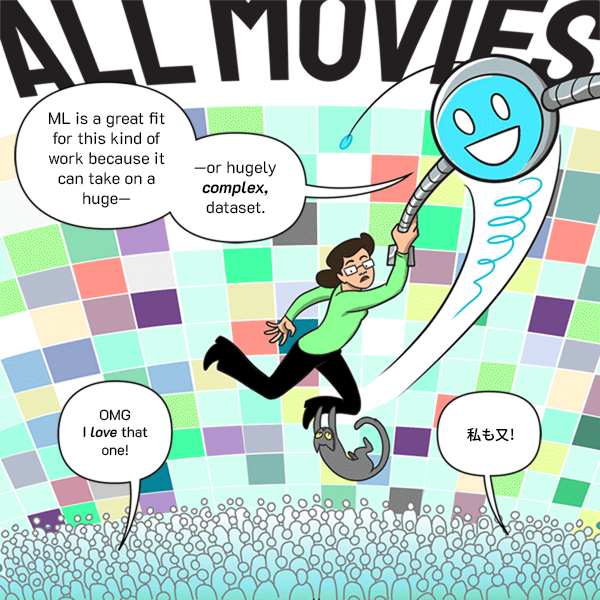 ALL MOVIES
ML is a great fit
for this kind of
work because it
can take on a
huge—
—or hugely
complex,
dataset.
OMG
I love that
one!
私も又!